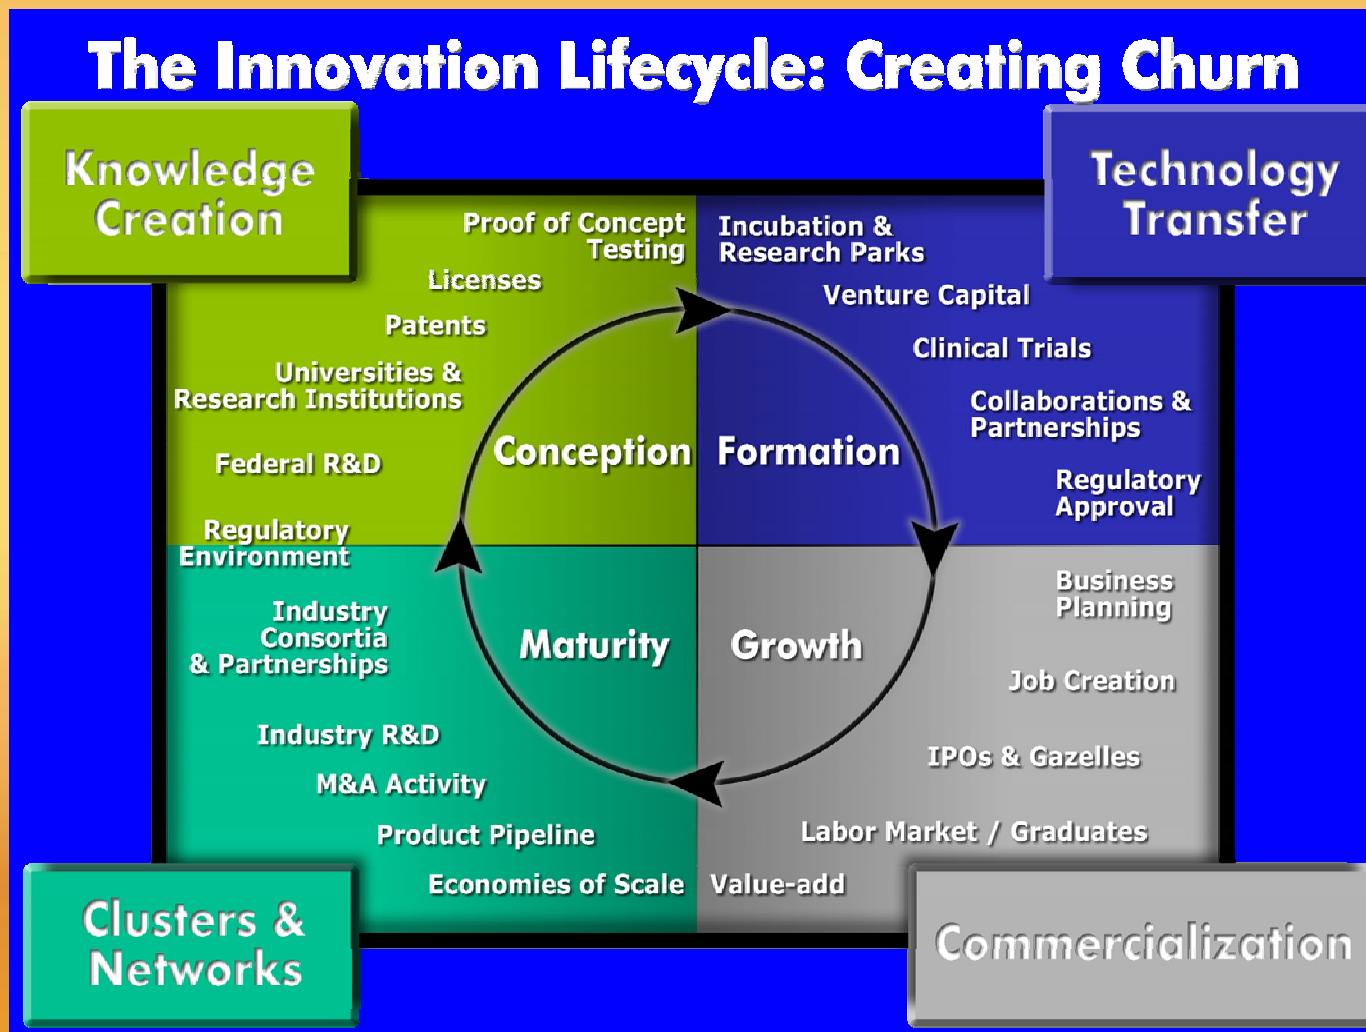 The Innovation Lifecycle: Creating Churn
Knowledge
Creation
Technology
Transfer
Proof of Concept
Testing
Licenses
Patents
Universities &
Research Institutions
Federal R&D
Regulatory
Environment
Conception
Incubation &
Research Parks
Venture Capital
Clinical Trials
Collaborations &
Partnerships
Regulatory
Approval
Formation
Industry
Consortia
& Partnerships
Industry R&D
M&A Activity
Product Pipeline
Economies of Scale
Maturity
Growth
Business
Planning
Job Creation
IPOs & Gazelles
Labor Market / Graduates
Value-add
Clusters &
Networks
Commercialization